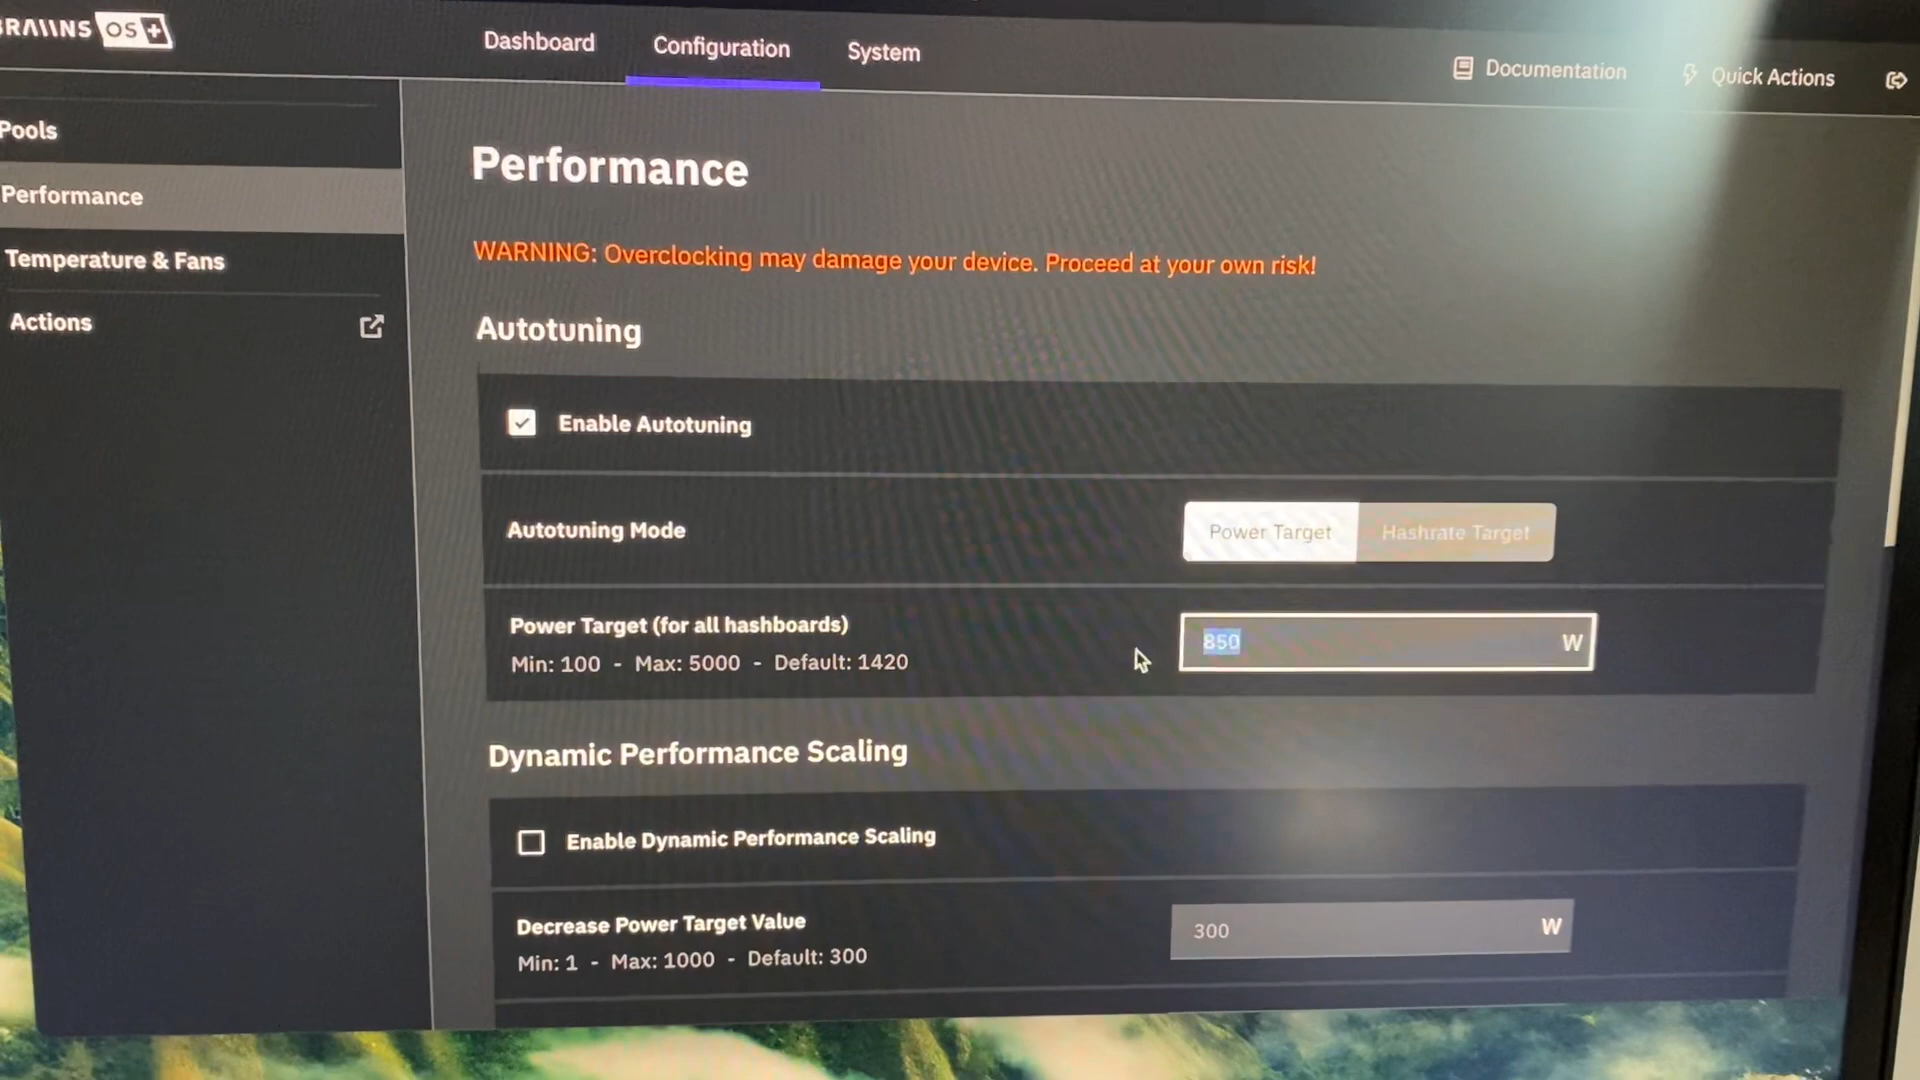 BRAIINS OS+
Dashboard
Configuration
System
Documentation
Quick Actions
Pools
Performance
Temperature & Fans
Actions
Performance
WARNING: Overclocking may damage your device. Proceed at your own risk!
Autotuning
Enable Autotuning
Autotuning Mode
Power Target
Hashrate Target
Power Target (for all hashboards)
Min: 100 - Max: 5000 - Default: 1420
850 W
Dynamic Performance Scaling
Enable Dynamic Performance Scaling
Decrease Power Target Value
Min: 1 - Max: 1000 - Default: 300
300 W